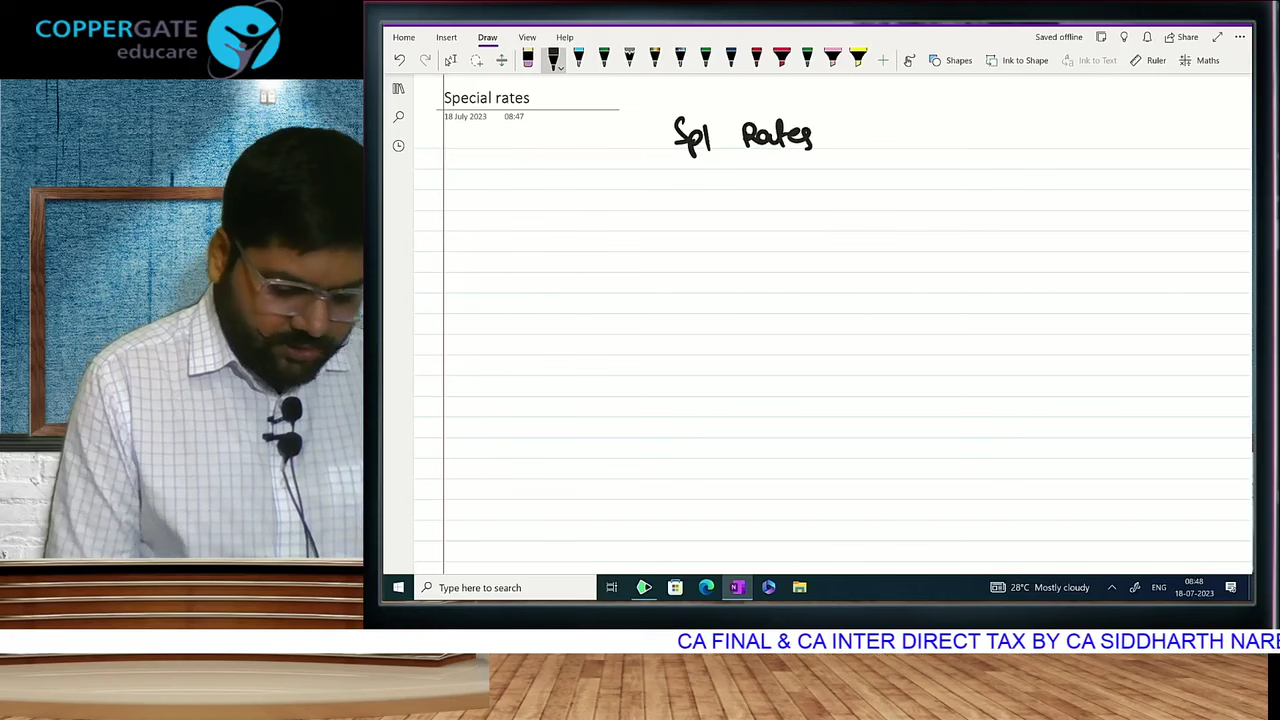 COPPERGATE
educare
Home Insert Draw View Help
Saved offline
Share
Shapes
Ink to Shape
Ink to Text
Ruler
Maths
Special rates
18 July 2023 08:47
Spl Rates
Type here to search
28°C Mostly cloudy
ENG
08:48
18-07-2023
CA FINAL & CA INTER DIRECT TAX BY CA SIDDHARTH NARE